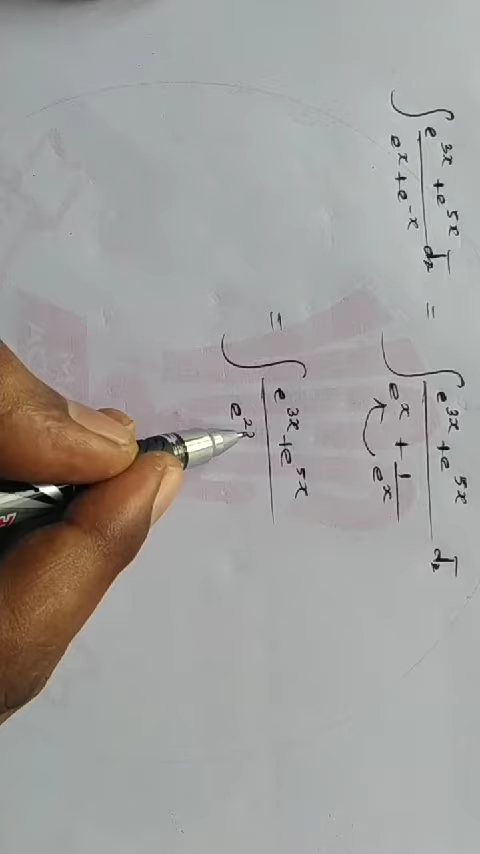 ∫ e^3x + e^5x / e^x + e^-x dx = ∫ e^3x + e^5x / e^x + 1/e^x dx
= ∫ e^3x + e^5x / e^2x